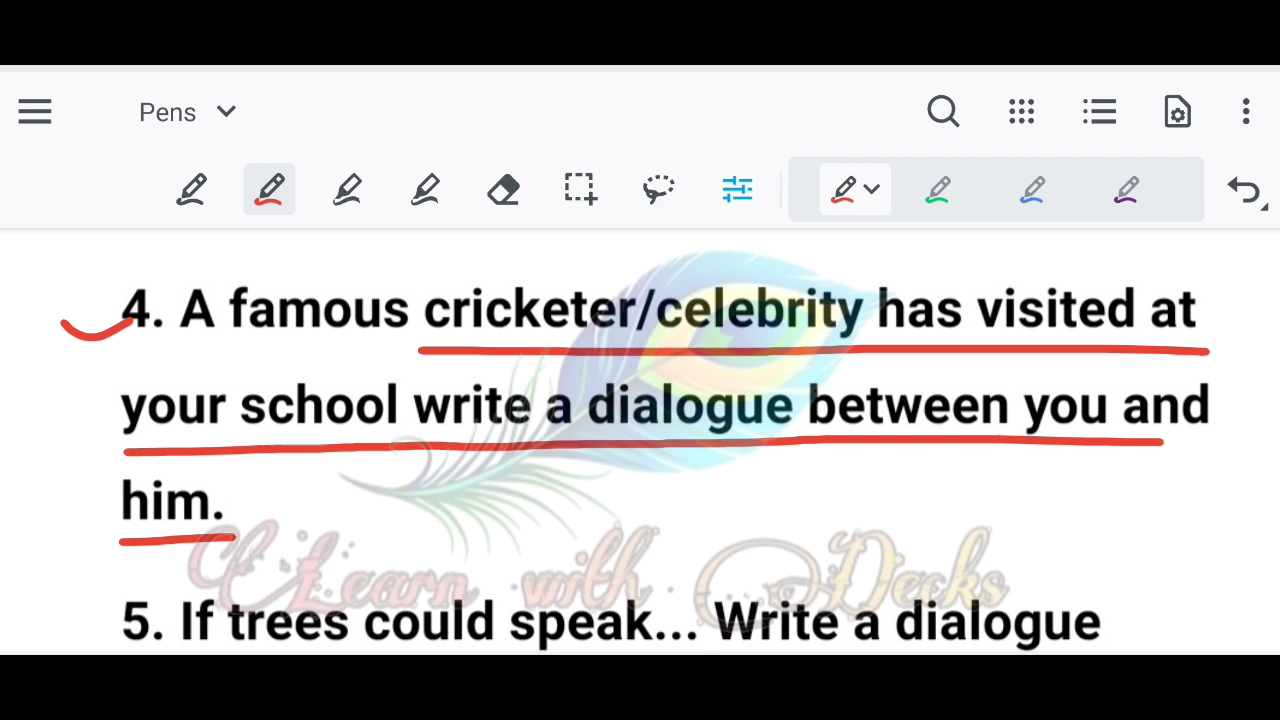 Pens
4. A famous cricketer/celebrity has visited at
your school write a dialogue between you and
him.
Learn with Decks
5. If trees could speak... Write a dialogue